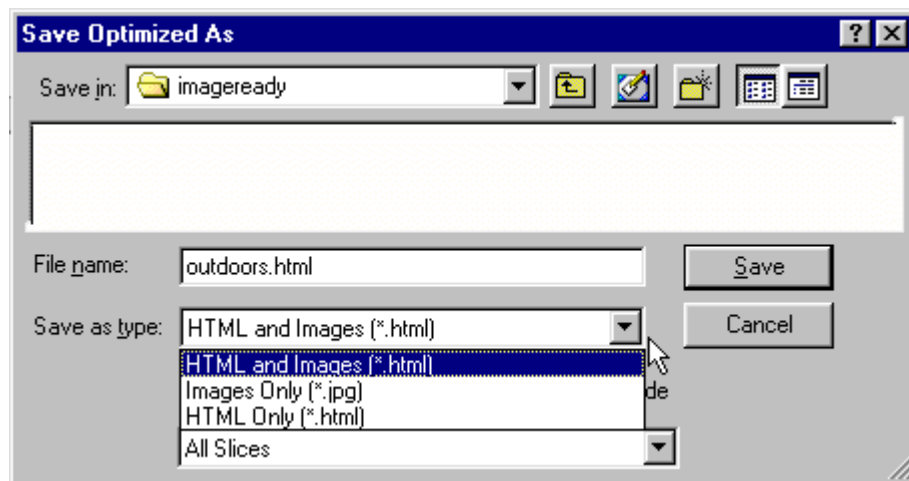 Save Optimized As
Save in: imageready
File name: outdoors.html Save
Save as type: HTML and Images (*.html) Cancel
HTML and Images (*.html)
Images Only (*.jpg) de
HTML Only (*.html)
All Slices